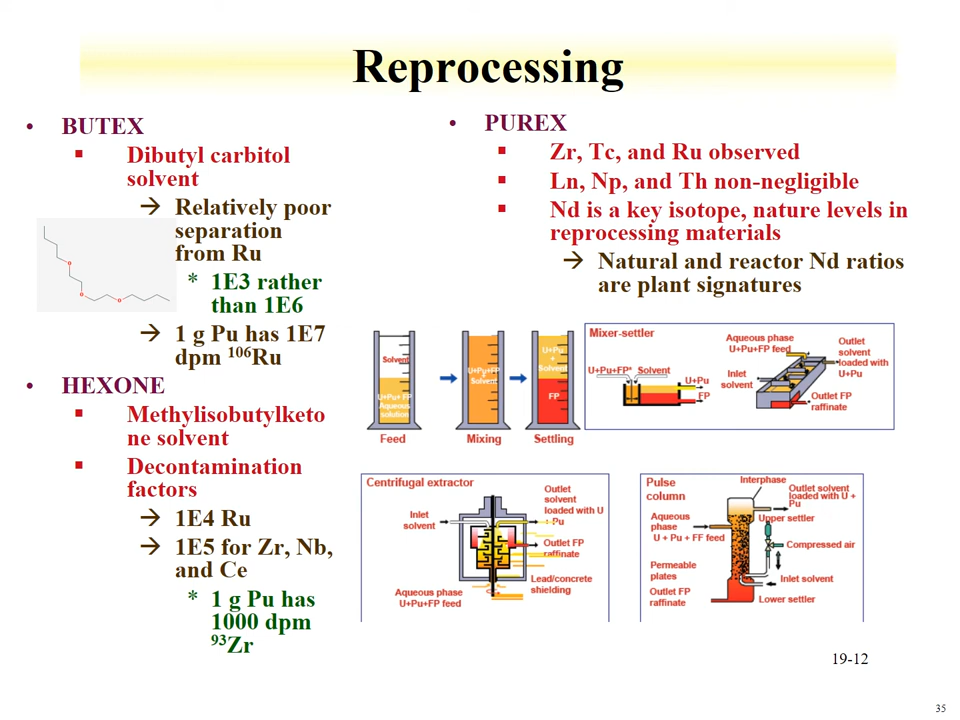 Reprocessing
• BUTEX
▪ Dibutyl carbitol
solvent
→ Relatively poor
separation
from Ru
* 1E3 rather
than 1E6
→ 1 g Pu has 1E7
dpm ¹⁰⁶Ru
• HEXONE
▪ Methylisobutylketo
ne solvent
▪ Decontamination
factors
→ 1E4 Ru
→ 1E5 for Zr, Nb,
and Ce
* 1 g Pu has
1000 dpm
⁹³Zr
• PUREX
▪ Zr, Tc, and Ru observed
▪ Ln, Np, and Th non-negligible
▪ Nd is a key isotope, nature levels in
reprocessing materials
→ Natural and reactor Nd ratios
are plant signatures
Solvent
U+Pu+ FP
Aqueous
solution
Feed
U+Pu+FP
+
Solvent
Mixing
U+Pu
+
Solvent
FP
Settling
Mixer-settler
U+Pu+FP* Solvent
U+Pu
FP
Aqueous phase
U+Pu+FP feed
Inlet
solvent
Outlet
solvent
loaded with
U+Pu
Outlet FP
raffinate
Centrifugal extractor
Inlet
solvent
Outlet
solvent
loaded with U
+ Pu
Outlet FP
raffinate
Lead/concrete
shielding
Aqueous phase
U+Pu+FP feed
Pulse
column
Interphase
Outlet solvent
loaded with U +
Pu
Upper settler
Aqueous
phase
U + Pu + FF feed
Compressed air
Permeable
plates
Inlet solvent
Outlet FP
raffinate
Lower settler
19-12
35